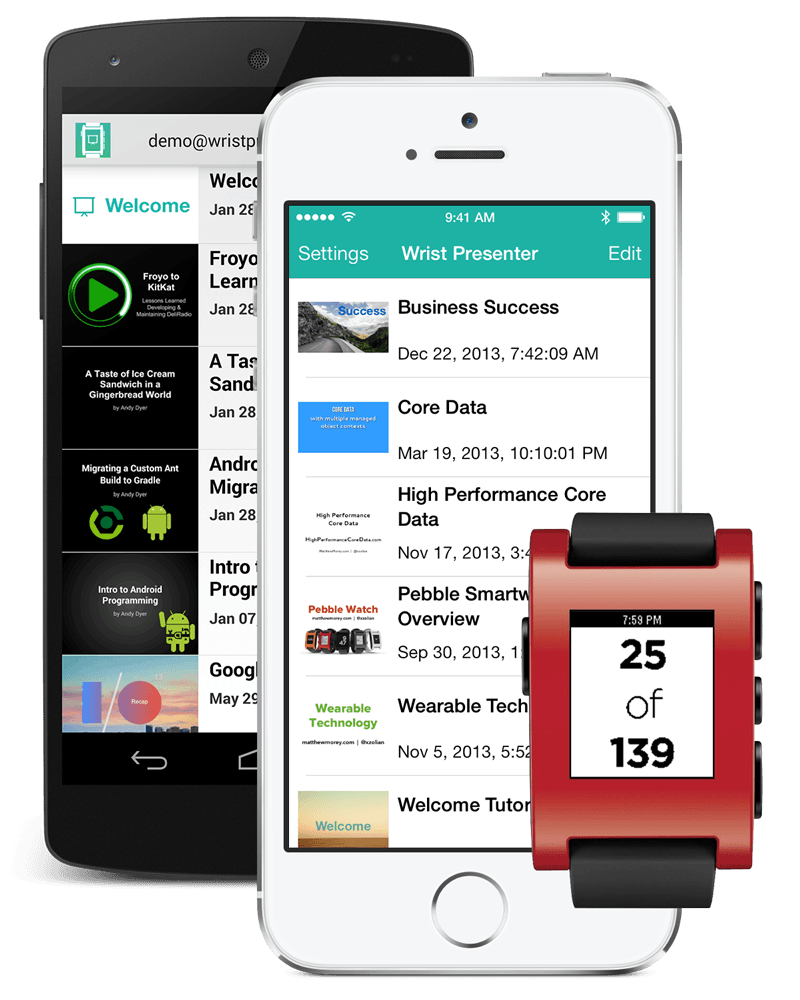 demo@wristp
Welcome
Welco
Jan 28
Froyo to
KitKat
Lessons Learned
Developing &
Maintaining DeliRadio
Froyo
Learn
Jan 28
A Taste of Ice Cream
Sandwich in a
Gingerbread World
by Andy Dyer
A Tas
Sand
Jan 28
Migrating a Custom Ant
Build to Gradle
by Andy Dyer
Andro
Migra
Jan 28
Intro to Android
Programming
by Andy Dyer
Intro t
Progr
Jan 07
I/O
13
Recap
Googl
May 29
9:41 AM
Settings
Wrist Presenter
Edit
Success
Business Success
Dec 22, 2013, 7:42:09 AM
CORE DATA
with multiple managed
object contexts
Core Data
Mar 19, 2013, 10:10:01 PM
High Performance
Core Data
HighPerformanceCoreData.com
MatthewMorey.com | @xzolian
High Performance Core
Data
Nov 17, 2013, 3:4
Pebble Watch
matthewmorey.com | @xzolian
Pebble Smartw
Overview
Sep 30, 2013, 1
Wearable
Technology
matthewmorey.com | @xzolian
Wearable Tech
Nov 5, 2013, 5:52
Welcome
Welcome Tutor
7:59 PM
25
of
139